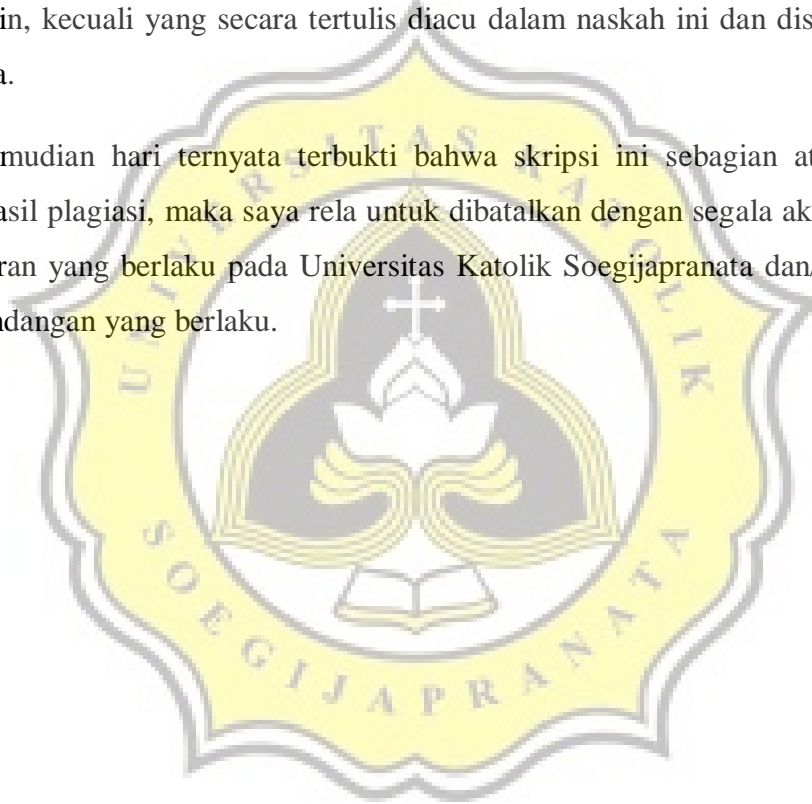 in, kecuali yang secara tertulis diacu dalam naskah ini dan dis
a.
mudian hari ternyata terbukti bahwa skripsi ini sebagian at
asil plagiasi, maka saya rela untuk dibatalkan dengan segala ak
ran yang berlaku pada Universitas Katolik Soegijapranata dan/
ndangan yang berlaku.
UNIVERSITAS KATOLIK
SOEGIJAPRANATA